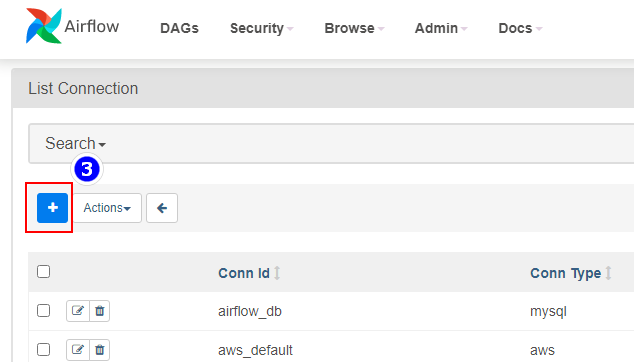 Airflow DAGs Security Browse Admin Docs
List Connection
Search
3
+ Actions
Conn Id Conn Type
airflow_db mysql
aws_default aws